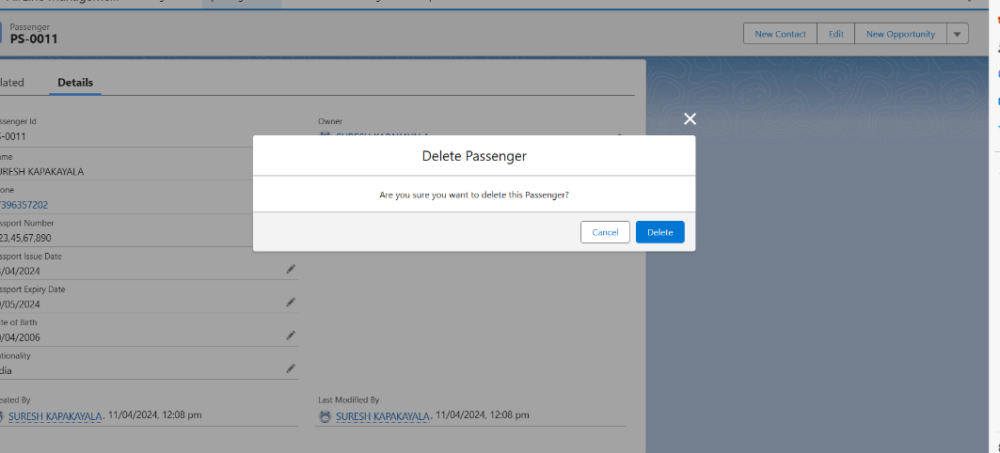 Passenger
PS-0011
New Contact
Edit
New Opportunity
Details
Owner
SURESH KAPAKAYALA
Delete Passenger
Are you sure you want to delete this Passenger?
Cancel
Delete
lated
ssenger Id
S-0011
ame
URESH KAPAKAYALA
one
7396357202
ssport Number
23,45,67,890
ssport Issue Date
/04/2024
ssport Expiry Date
/05/2024
te of Birth
/04/2006
tionality
dia
eated By
SURESH KAPAKAYALA, 11/04/2024, 12:08 pm
Last Modified By
SURESH KAPAKAYALA, 11/04/2024, 12:08 pm